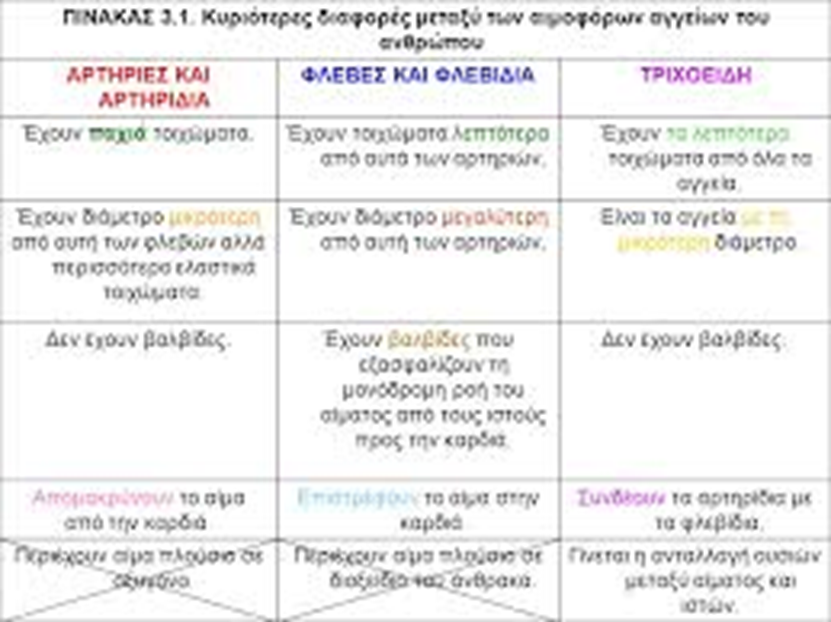 ΠΙΝΑΚΑΣ 3.1. Κυριότερες διαφορές μεταξύ των αιμοφόρων αγγείων του
ανθρώπου
ΑΡΤΗΡΙΕΣ ΚΑΙ
ΑΡΤΗΡΙΔΙΑ
ΦΛΕΒΕΣ ΚΑΙ ΦΛΕΒΙΔΙΑ
ΤΡΙΧΟΕΙΔΗ
Έχουν παχιά τοιχώματα.
Έχουν τοιχώματα λεπτότερα
από αυτά των αρτηριών.
Έχουν τα λεπτότερα
τοιχώματα από όλα τα
αγγεία.
Έχουν διάμετρο μικρότερη
από αυτή των φλεβών αλλά
περισσότερο ελαστικά
τοιχώματα.
Έχουν διάμετρο μεγαλύτερη
από αυτή των αρτηριών.
Είναι τα αγγεία με τη
μικρότερη διάμετρο.
Δεν έχουν βαλβίδες.
Έχουν βαλβίδες που
εξασφαλίζουν τη
μονόδρομη ροή του
αίματος από τους ιστούς
προς την καρδιά.
Δεν έχουν βαλβίδες.
Απομακρύνουν το αίμα
από την καρδιά
Επιστρέφουν το αίμα στην
καρδιά
Συνδέουν τα αρτηρίδια με
τα φλεβίδια.
Περιέχουν αίμα πλούσιο σε
οξυγόνο.
Περιέχουν αίμα πλούσιο σε
διοξείδιο του άνθρακα.
Γίνεται η ανταλλαγή ουσιών
μεταξύ αίματος και
ιστών.